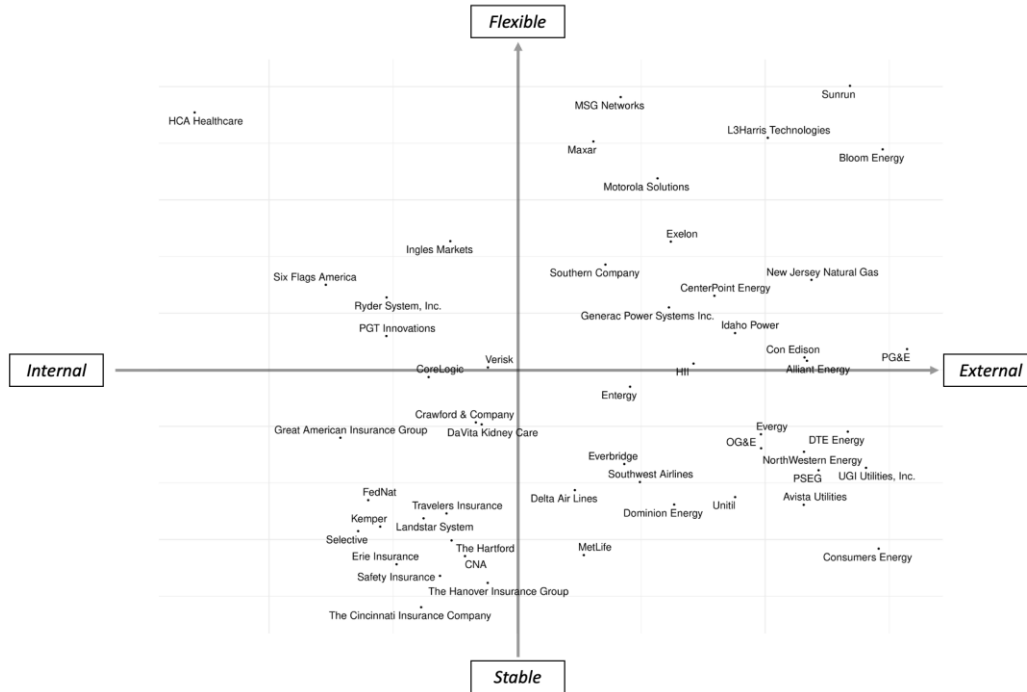 Flexible
Sunrun
MSG Networks
HCA Healthcare
L3Harris Technologies
Maxar
Bloom Energy
Motorola Solutions
Exelon
Ingles Markets
Southern Company
New Jersey Natural Gas
Six Flags America
CenterPoint Energy
Ryder System, Inc.
Generac Power Systems Inc.
PGT Innovations
Idaho Power
Con Edison
Verisk
PG&E
Internal
CoreLogic
HII
Alliant Energy
External
Entergy
Crawford & Company
Great American Insurance Group
DaVita Kidney Care
Evergy
OG&E
DTE Energy
Everbridge
NorthWestern Energy
Southwest Airlines
PSEG
UGI Utilities, Inc.
FedNat
Delta Air Lines
Unitil
Avista Utilities
Travelers Insurance
Dominion Energy
Kemper
Landstar System
Selective
The Hartford
MetLife
Erie Insurance
CNA
Consumers Energy
Safety Insurance
The Hanover Insurance Group
The Cincinnati Insurance Company
Stable